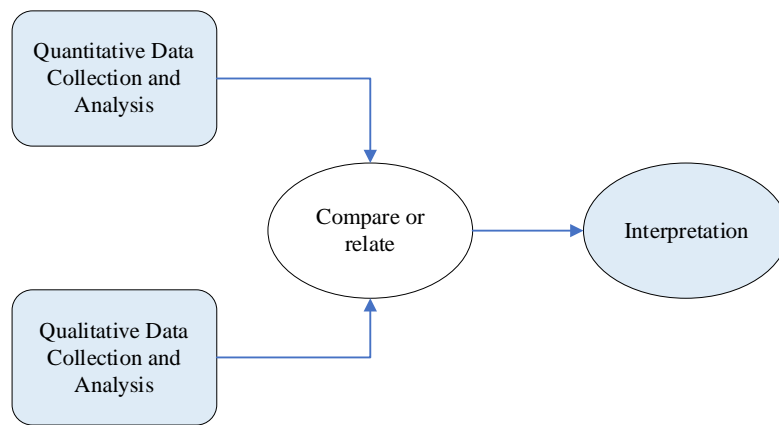 Quantitative Data
Collection and
Analysis
Compare or
relate
Interpretation
Qualitative Data
Collection and
Analysis